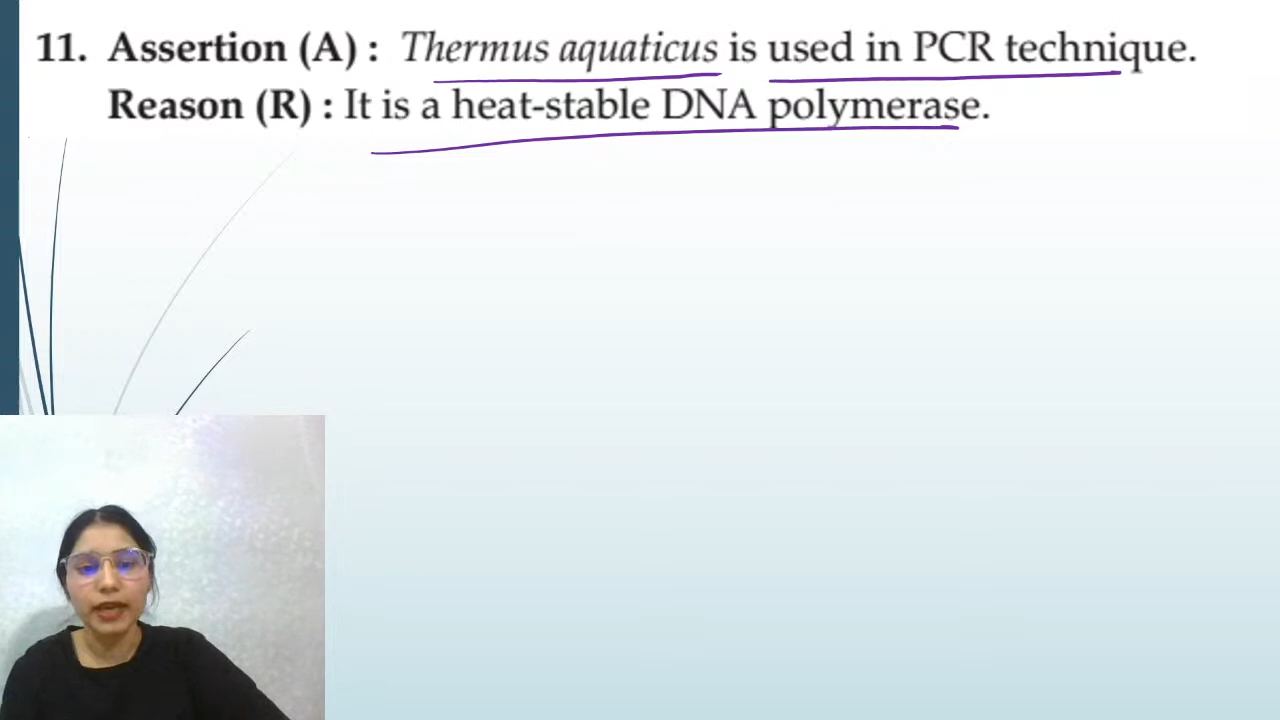 11. Assertion (A) : Thermus aquaticus is used in PCR technique.
Reason (R) : It is a heat-stable DNA polymerase.